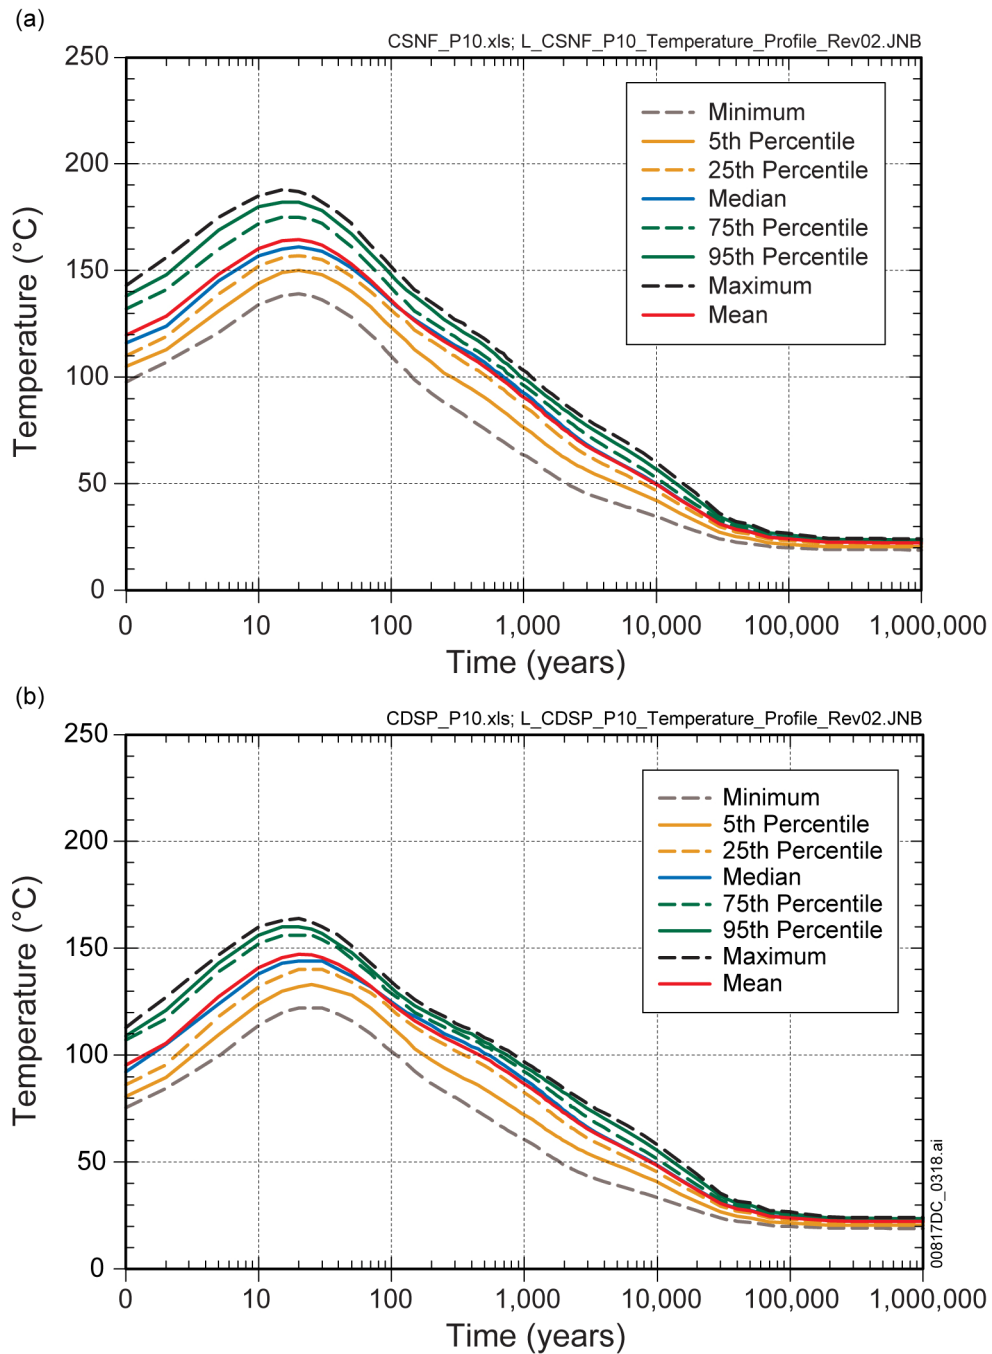 (a)
CSNF_P10.xls; L_CSNF_P10_Temperature_Profile_Rev02.JNB
250
200
150
100
50
0
Temperature (°C)
Minimum
5th Percentile
25th Percentile
Median
75th Percentile
95th Percentile
Maximum
Mean
0 10 100 1,000 10,000 100,000 1,000,000
Time (years)
(b)
CDSP_P10.xls; L_CDSP_P10_Temperature_Profile_Rev02.JNB
250
200
150
100
50
0
Temperature (°C)
Minimum
5th Percentile
25th Percentile
Median
75th Percentile
95th Percentile
Maximum
Mean
00817DC_0318.ai
0 10 100 1,000 10,000 100,000 1,000,000
Time (years)